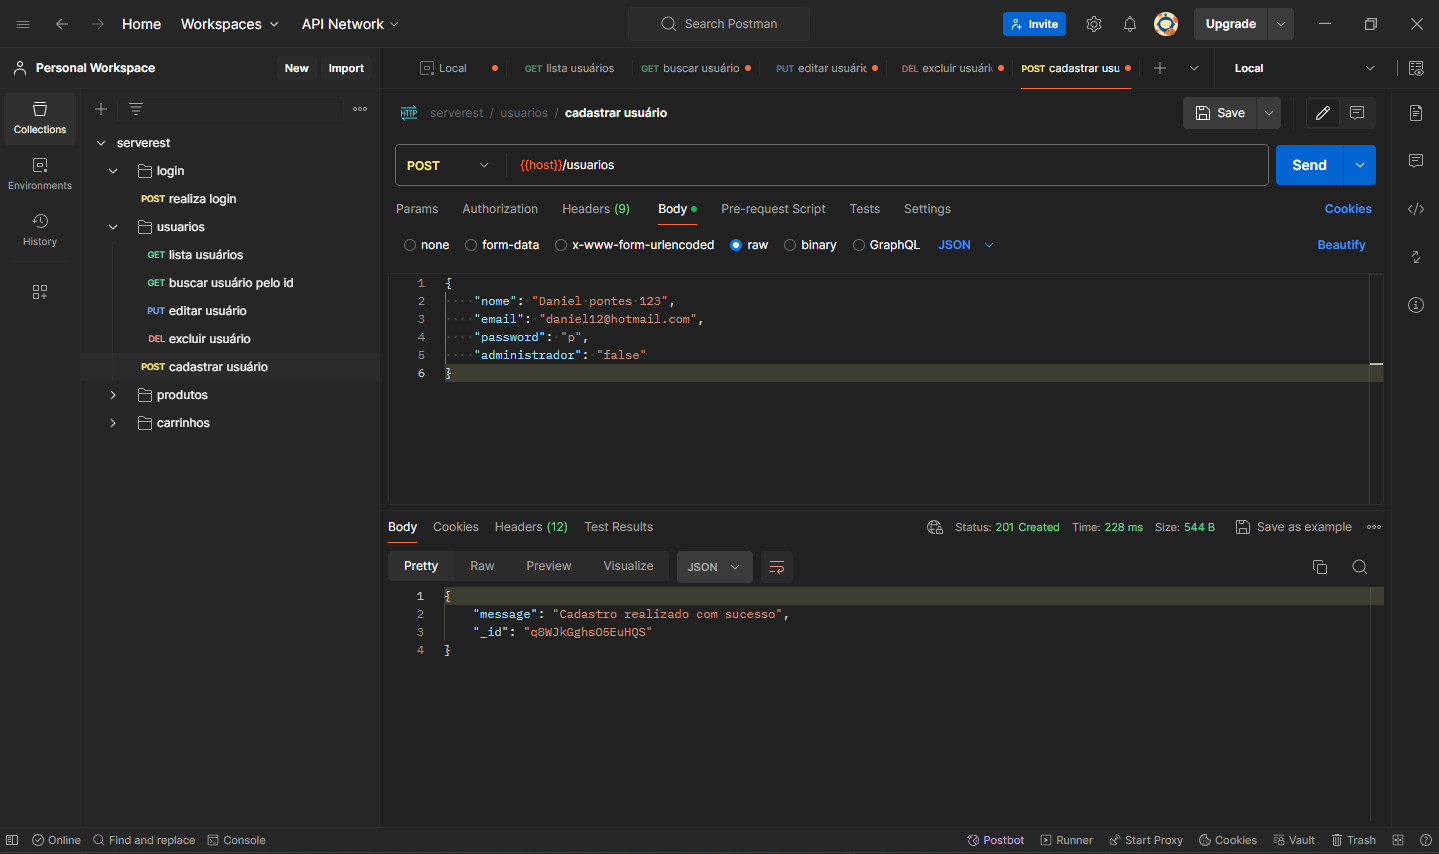 Home Workspaces API Network Search Postman Invite Upgrade
Personal Workspace New Import
Local GET lista usuários GET buscar usuário PUT editar usuári DEL excluir usuári POST cadastrar usu Local
Collections
Environments
History
serverest
login
POST realiza login
usuarios
GET lista usuários
GET buscar usuário pelo id
PUT editar usuário
DEL excluir usuário
POST cadastrar usuário
produtos
carrinhos
HTTP serverest / usuarios / cadastrar usuário Save
POST {{host}}/usuarios Send
Params Authorization Headers (9) Body Pre-request Script Tests Settings Cookies
none form-data x-www-form-urlencoded raw binary GraphQL JSON Beautify
1 {
2 "nome": "Daniel pontes 123",
3 "email": "daniel12@hotmail.com",
4 "password": "p",
5 "administrador": "false"
6 }
Body Cookies Headers (12) Test Results Status: 201 Created Time: 228 ms Size: 544 B Save as example
Pretty Raw Preview Visualize JSON
1 {
2 "message": "Cadastro realizado com sucesso",
3 "_id": "q8WJkGghsO5EuHQS"
4 }
Online Find and replace Console Postbot Runner Start Proxy Cookies Vault Trash